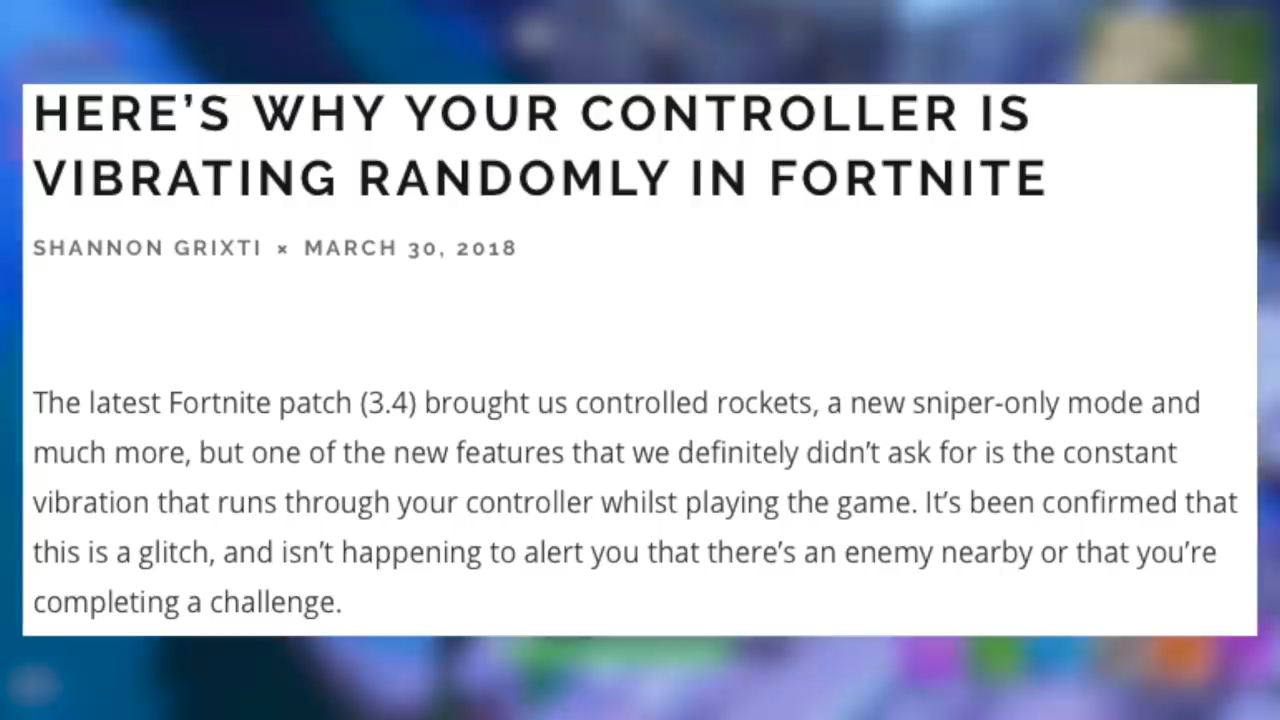 HERE’S WHY YOUR CONTROLLER IS
VIBRATING RANDOMLY IN FORTNITE
SHANNON GRIXTI × MARCH 30, 2018
The latest Fortnite patch (3.4) brought us controlled rockets, a new sniper-only mode and
much more, but one of the new features that we definitely didn’t ask for is the constant
vibration that runs through your controller whilst playing the game. It’s been confirmed that
this is a glitch, and isn’t happening to alert you that there’s an enemy nearby or that you’re
completing a challenge.